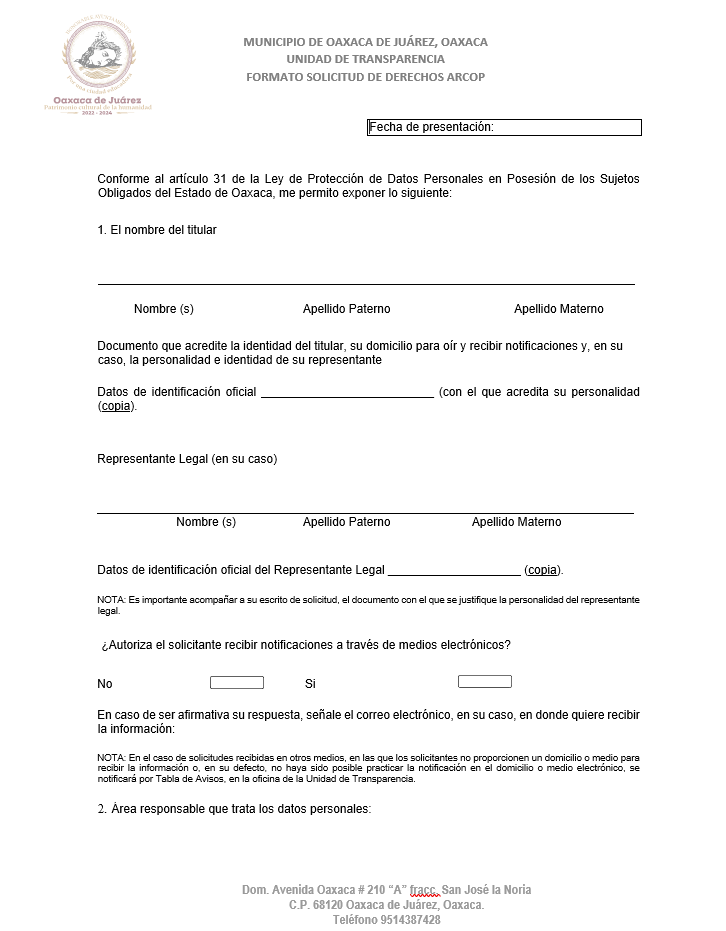 HONORABLE AYUNTAMIENTO
Por una ciudad educadora
Oaxaca de Juárez
Patrimonio cultural de la humanidad
- 2022 - 2024 -
MUNICIPIO DE OAXACA DE JUÁREZ, OAXACA
UNIDAD DE TRANSPARENCIA
FORMATO SOLICITUD DE DERECHOS ARCOP
Fecha de presentación:
Conforme al artículo 31 de la Ley de Protección de Datos Personales en Posesión de los Sujetos
Obligados del Estado de Oaxaca, me permito exponer lo siguiente:
1. El nombre del titular
Nombre (s) Apellido Paterno Apellido Materno
Documento que acredite la identidad del titular, su domicilio para oír y recibir notificaciones y, en su
caso, la personalidad e identidad de su representante
Datos de identificación oficial __________________________ (con el que acredita su personalidad
(copia).
Representante Legal (en su caso)
Nombre (s) Apellido Paterno Apellido Materno
Datos de identificación oficial del Representante Legal ____________________ (copia).
NOTA: Es importante acompañar a su escrito de solicitud, el documento con el que se justifique la personalidad del representante
legal.
¿Autoriza el solicitante recibir notificaciones a través de medios electrónicos?
No Si
En caso de ser afirmativa su respuesta, señale el correo electrónico, en su caso, en donde quiere recibir
la información:
NOTA: En el caso de solicitudes recibidas en otros medios, en las que los solicitantes no proporcionen un domicilio o medio para
recibir la información o, en su defecto, no haya sido posible practicar la notificación en el domicilio o medio electrónico, se
notificará por Tabla de Avisos, en la oficina de la Unidad de Transparencia.
2. Área responsable que trata los datos personales:
Dom. Avenida Oaxaca # 210 “A” fracc. San José la Noria
C.P. 68120 Oaxaca de Juárez, Oaxaca.
Teléfono 9514387428